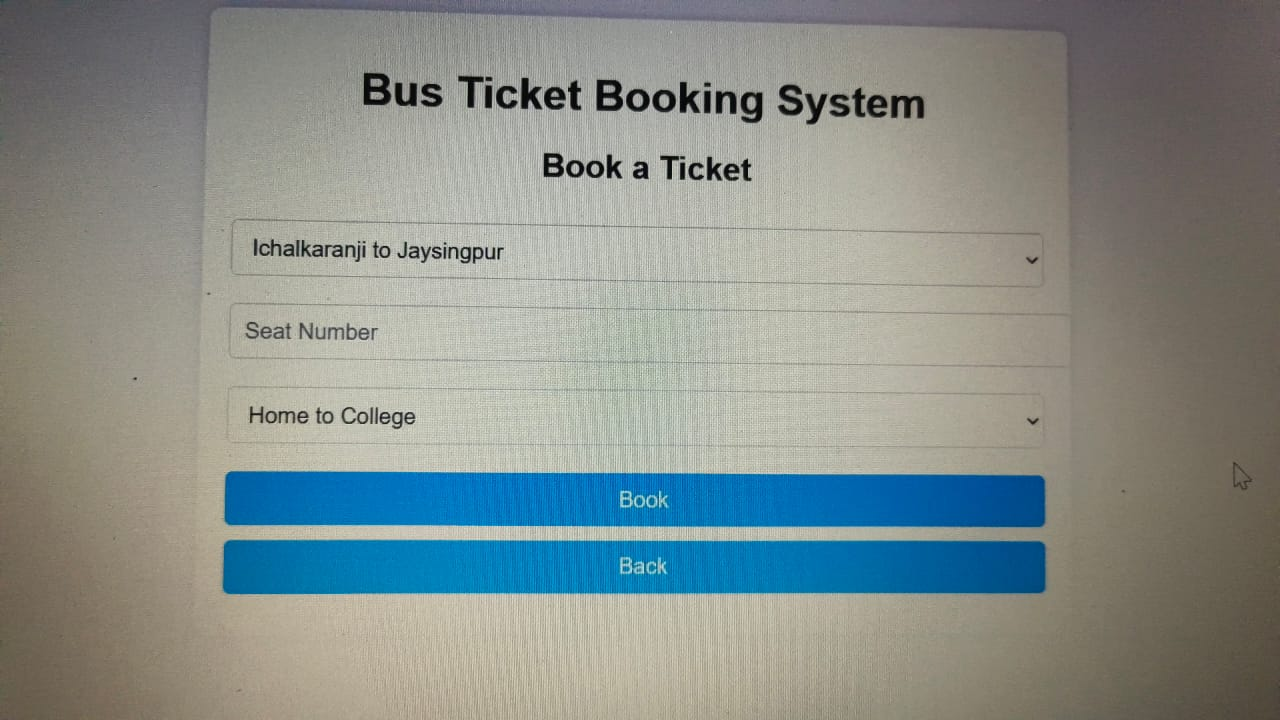 Bus Ticket Booking System
Book a Ticket
Ichalkaranji to Jaysingpur
Seat Number
Home to College
Book
Back